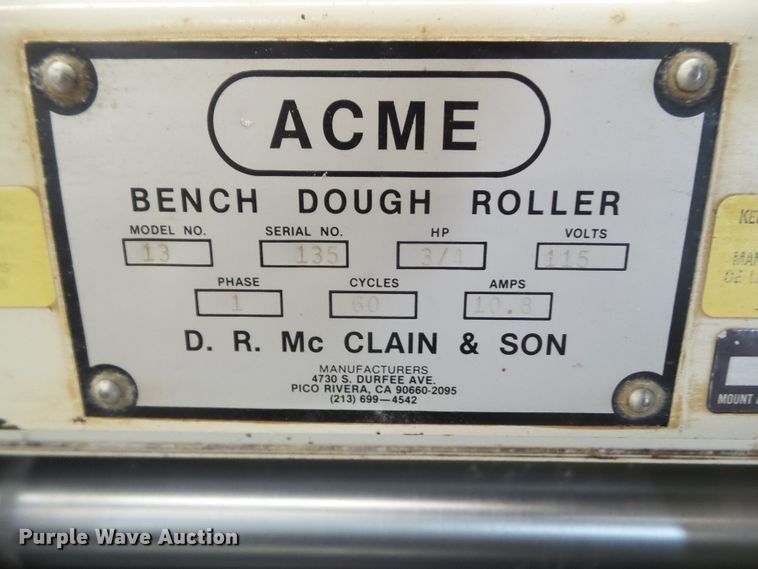 ACME
BENCH DOUGH ROLLER
MODEL NO. SERIAL NO. HP VOLTS
13 135 3/4 115
PHASE CYCLES AMPS
1 60 10.8
D. R. Mc CLAIN & SON
MANUFACTURERS
4730 S. DURFEE AVE.
PICO RIVERA, CA 90660-2095
(213) 699—4542
MOUNT
Purple Wave Auction